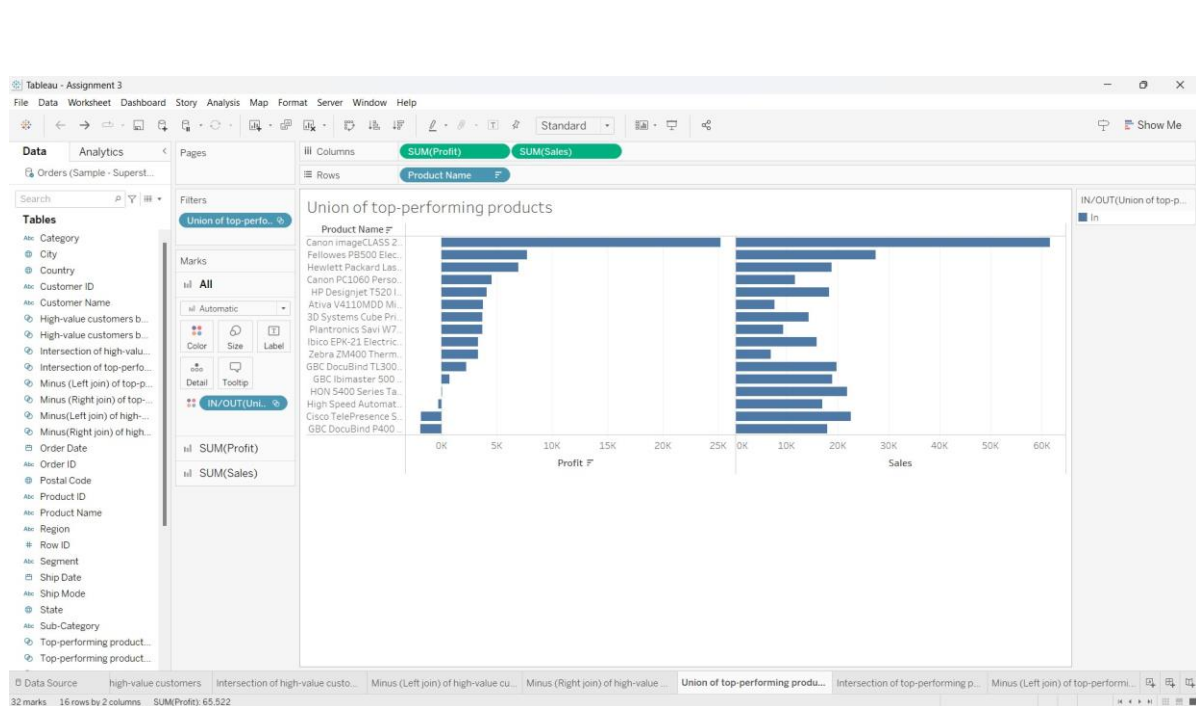 Tableau - Assignment 3
File Data Worksheet Dashboard Story Analysis Map Format Server Window Help
Standard
Show Me
Data Analytics
Orders (Sample - Superst...
Search
Tables
Category
City
Country
Customer ID
Customer Name
High-value customers b...
High-value customers b...
Intersection of high-valu...
Intersection of top-perfo...
Minus (Left join) of top-p...
Minus (Right join) of top-...
Minus(Left join) of high-...
Minus(Right join) of high...
Order Date
Order ID
Postal Code
Product ID
Product Name
Region
Row ID
Segment
Ship Date
Ship Mode
State
Sub-Category
Top-performing product...
Top-performing product...
Pages
Filters
Union of top-perfo..
Marks
All
Automatic
Color Size Label
Detail Tooltip
IN/OUT(Uni..
SUM(Profit)
SUM(Sales)
Columns SUM(Profit) SUM(Sales)
Rows Product Name
Union of top-performing products
Product Name
Canon imageCLASS 2..
Fellowes PB500 Elec..
Hewlett Packard Las..
Canon PC1060 Perso..
HP Designjet T520 I..
Ativa V4110MDD Mi..
3D Systems Cube Pri..
Plantronics Savi W7..
Ibico EPK-21 Electric..
Zebra ZM400 Therm..
GBC DocuBind TL300..
GBC Ibimaster 500 ..
HON 5400 Series Ta..
High Speed Automat..
Cisco TelePresence S..
GBC DocuBind P400 ..
0K 5K 10K 15K 20K 25K 0K 10K 20K 30K 40K 50K 60K
Profit Sales
IN/OUT(Union of top-p...
In
Data Source high-value customers Intersection of high-value custo... Minus (Left join) of high-value cu... Minus (Right join) of high-value ... Union of top-performing produ... Intersection of top-performing p... Minus (Left join) of top-performi...
32 marks 16 rows by 2 columns SUM(Profit): 65,522